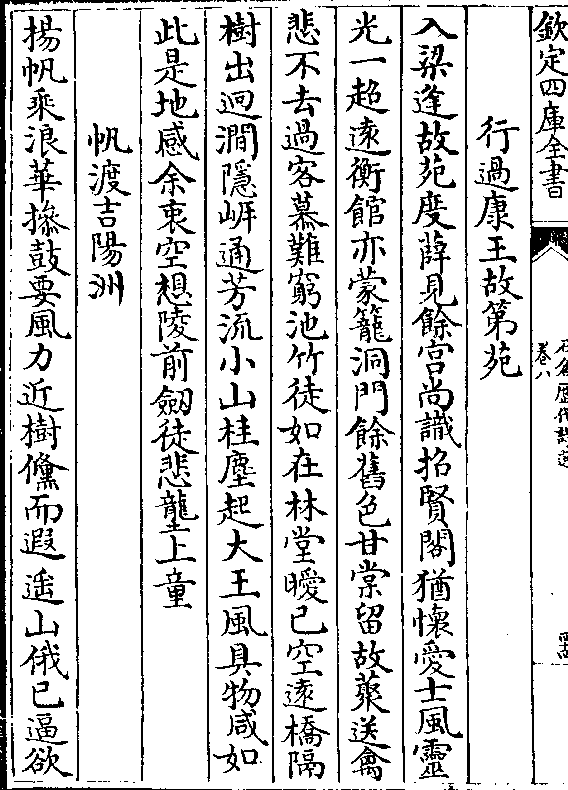 欽定四庫全書
石倉歷代詩選
卷八
行過康王故第苑
入梁逢故苑度薛見餘宮尚識招賢閣猶懷愛士風靈
光一超遠衡館亦蒙籠洞門餘舊色甘棠留故藂送禽
悲不去過客慕難窮池竹徒如在林堂曖已空遠橋隔
樹出迥澗隱岍通芳流小山桂塵起大王風具物咸如
此是地感余衷空想陵前劒徒悲壟上童
帆渡吉陽洲
揚帆乘浪華摻鼓要風力近樹儵而遐遥山俄已逼欲